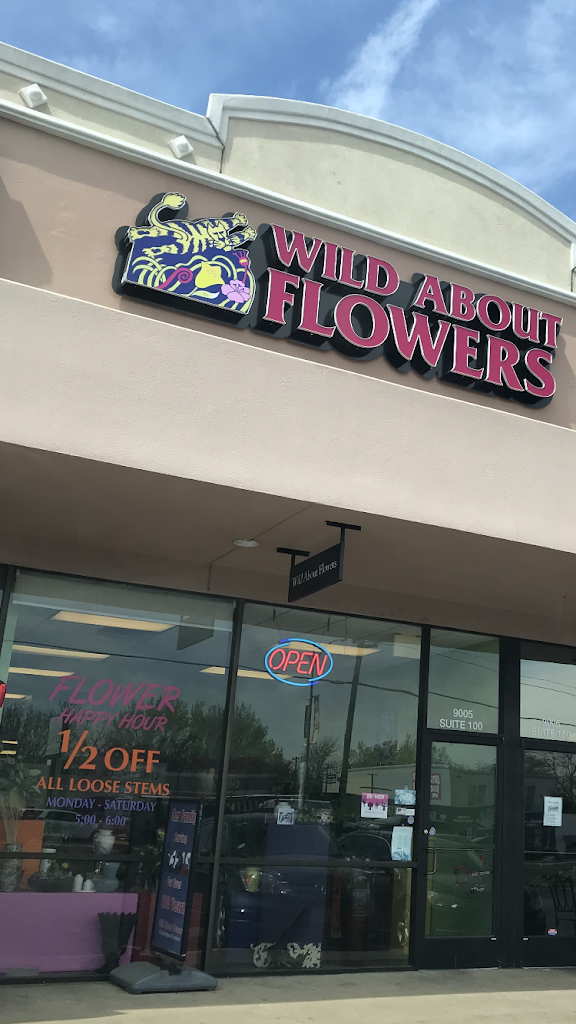 WILD ABOUT
FLOWERS
Wild About Flowers
OPEN
FLOWER
HAPPY HOUR
1/2 OFF
ALL LOOSE STEMS
MONDAY - SATURDAY
5:00 - 6:00
9005
SUITE 100